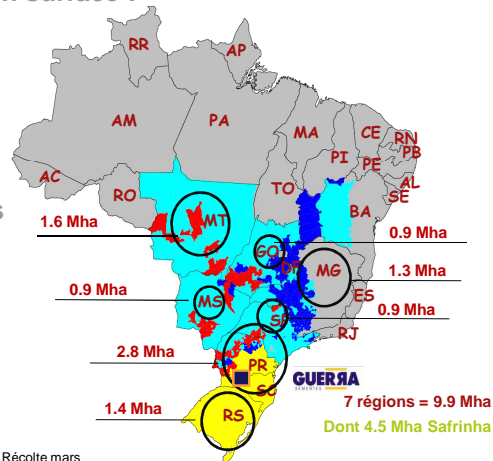 RR
AP
AM
PA
MA
CE
RN
PB
PI
PE
AC
AL
SE
RO
TO
BA
1.6 Mha
MT
GO
0.9 Mha
DF
MG
1.3 Mha
0.9 Mha
MS
ES
SP
0.9 Mha
RJ
2.8 Mha
PR
GUERRA
SEMENTES
SC
7 régions = 9.9 Mha
1.4 Mha
RS
Dont 4.5 Mha Safrinha
Récolte mars